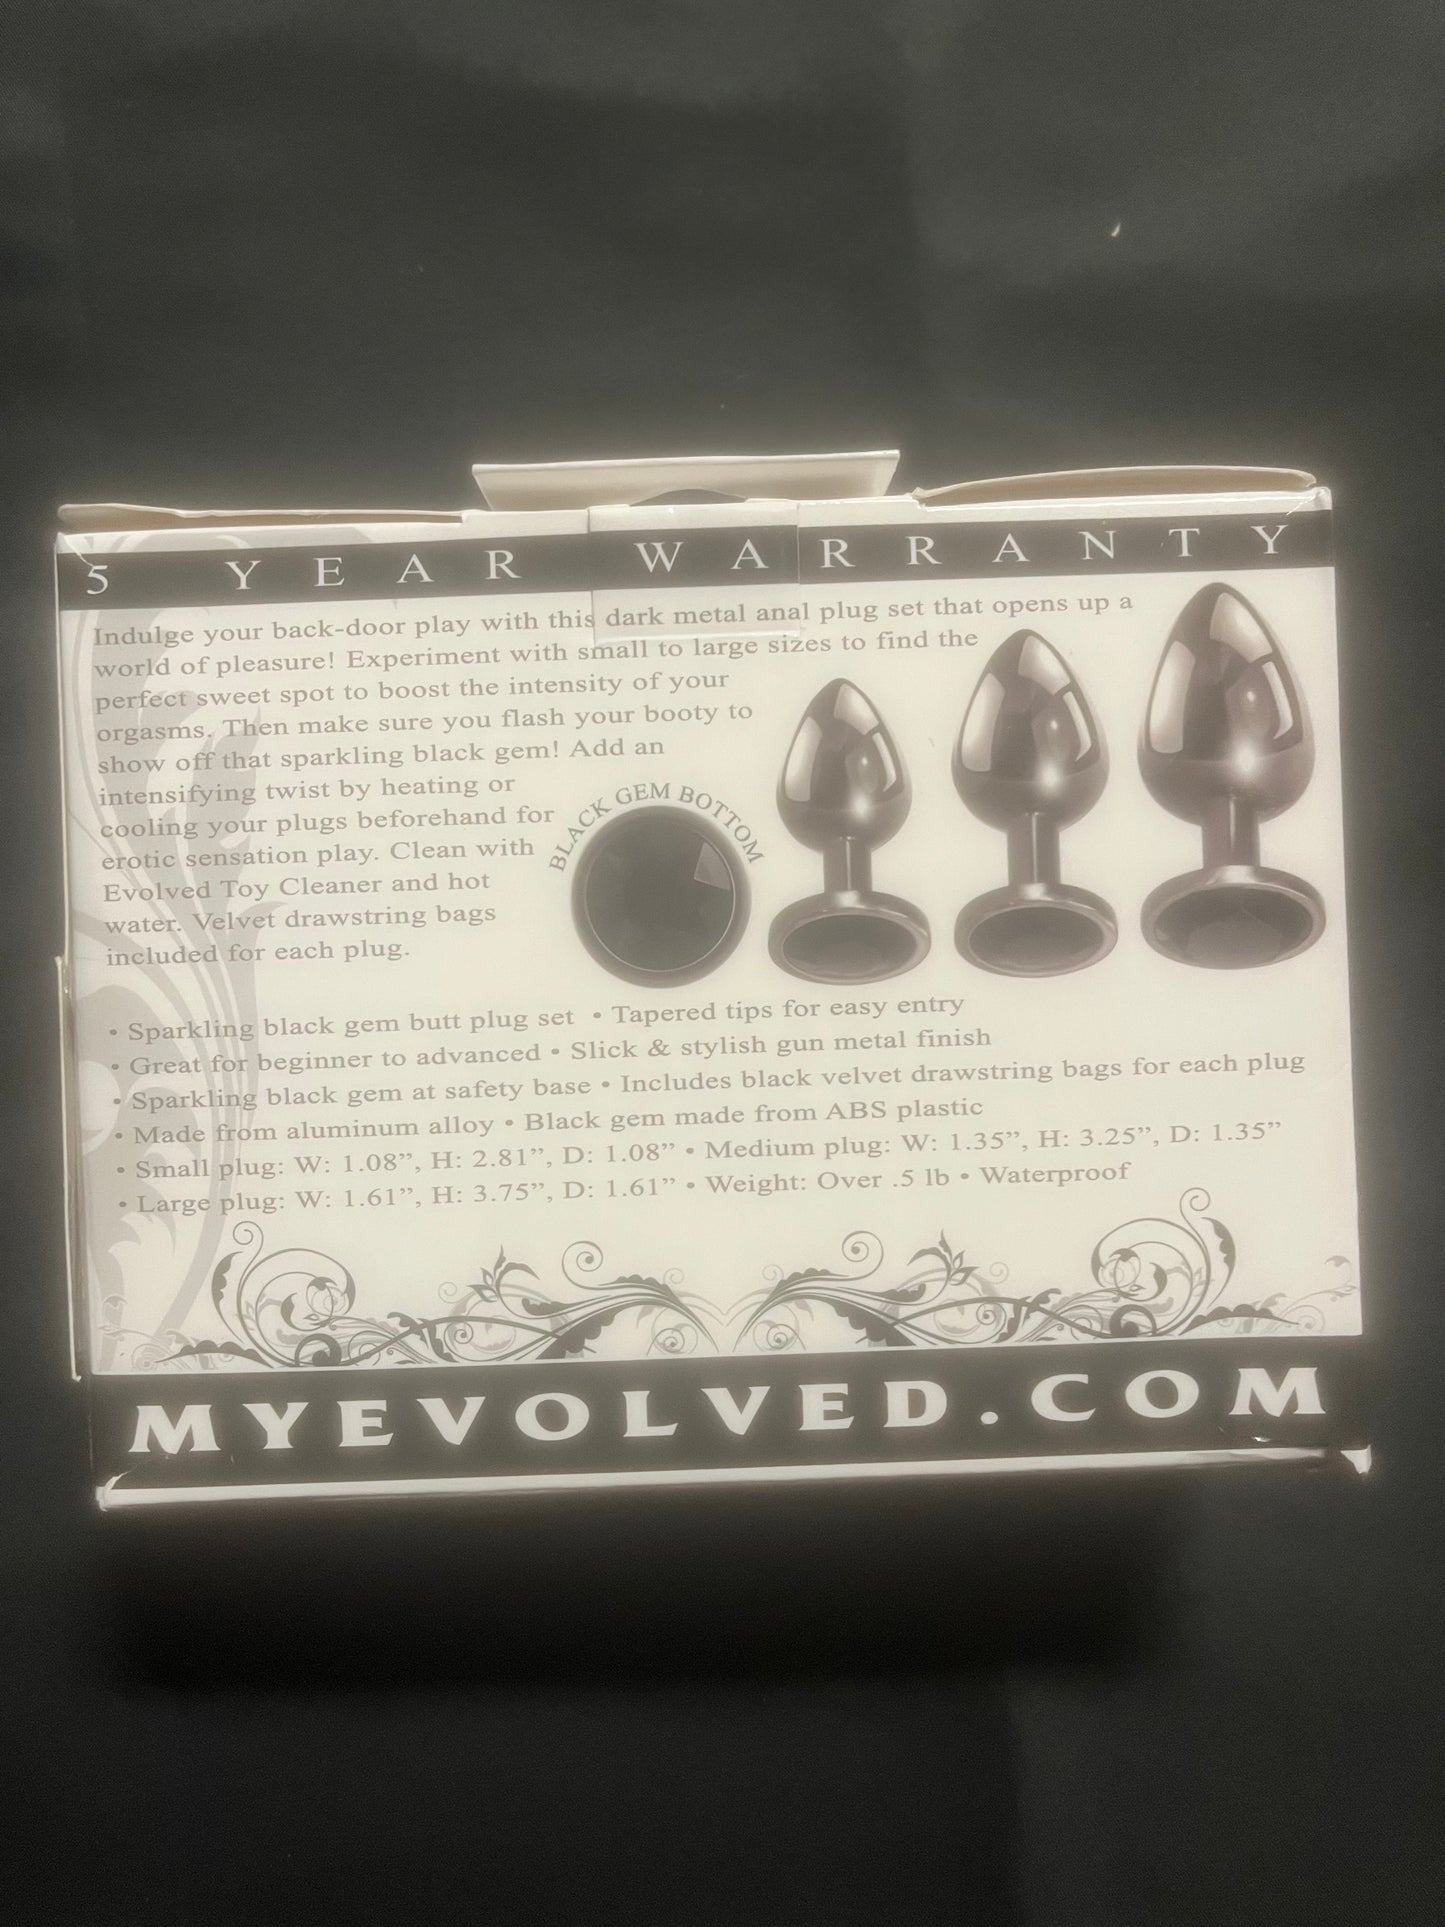 5 YEAR WARRANTY
Indulge your back-door play with this dark metal anal plug set that opens up a
world of pleasure! Experiment with small to large sizes to find the
perfect sweet spot to boost the intensity of your
orgasms. Then make sure you flash your booty to
show off that sparkling black gem! Add an
intensifying twist by heating or
cooling your plugs beforehand for
erotic sensation play. Clean with
Evolved Toy Cleaner and hot
water. Velvet drawstring bags
included for each plug.
BLACK GEM BOTTOM
• Sparkling black gem butt plug set • Tapered tips for easy entry
• Great for beginner to advanced • Slick & stylish gun metal finish
• Sparkling black gem at safety base • Includes black velvet drawstring bags for each plug
• Made from aluminum alloy • Black gem made from ABS plastic
• Small plug: W: 1.08”, H: 2.81”, D: 1.08” • Medium plug: W: 1.35”, H: 3.25”, D: 1.35”
• Large plug: W: 1.61”, H: 3.75”, D: 1.61” • Weight: Over .5 lb • Waterproof
MYEVOLVED.COM